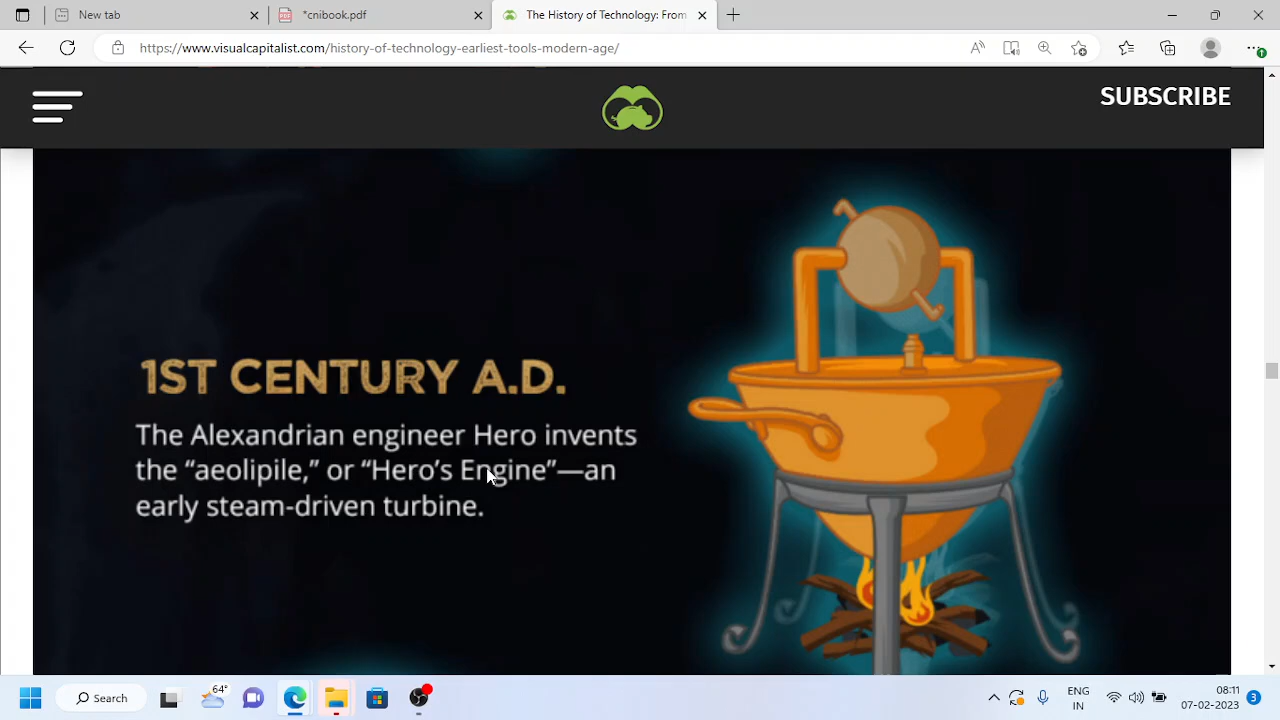 New tab
*cnibook.pdf
The History of Technology: From
https://www.visualcapitalist.com/history-of-technology-earliest-tools-modern-age/
SUBSCRIBE
1ST CENTURY A.D.
The Alexandrian engineer Hero invents
the “aeolipile,” or “Hero’s Engine”—an
early steam-driven turbine.
Search
64°
ENG
IN
08:11
07-02-2023
3